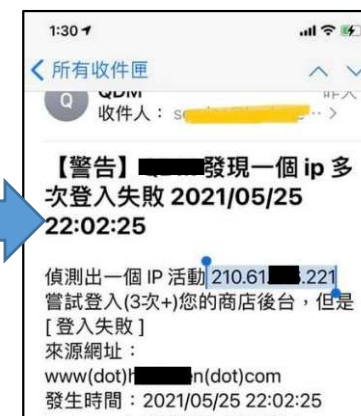 1:30
所有收件匣
Q
QDM
收件人：
【警告】發現一個 ip 多
次登入失敗 2021/05/25
22:02:25
偵測出一個 IP 活動 210.61. .221
嘗試登入(3次+)您的商店後台，但是
[ 登入失敗 ]
來源網址：
www(dot)h n(dot)com
發生時間：2021/05/25 22:02:25